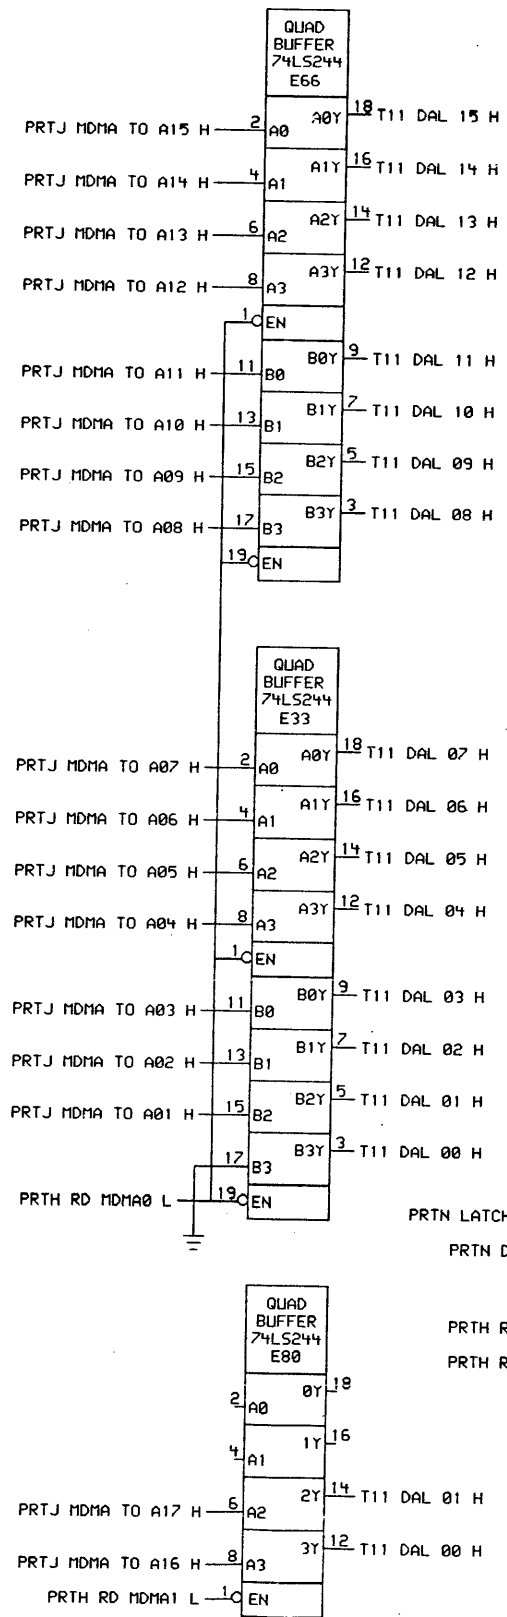 QUAD
BUFFER
74LS244
E66
PRTJ MDMA TO A15 H 2 A0 A0Y 18 T11 DAL 15 H
PRTJ MDMA TO A14 H 4 A1 A1Y 16 T11 DAL 14 H
PRTJ MDMA TO A13 H 6 A2 A2Y 14 T11 DAL 13 H
PRTJ MDMA TO A12 H 8 A3 A3Y 12 T11 DAL 12 H
1 EN
PRTJ MDMA TO A11 H 11 B0 B0Y 9 T11 DAL 11 H
PRTJ MDMA TO A10 H 13 B1 B1Y 7 T11 DAL 10 H
PRTJ MDMA TO A09 H 15 B2 B2Y 5 T11 DAL 09 H
PRTJ MDMA TO A08 H 17 B3 B3Y 3 T11 DAL 08 H
19 EN
QUAD
BUFFER
74LS244
E33
PRTJ MDMA TO A07 H 2 A0 A0Y 18 T11 DAL 07 H
PRTJ MDMA TO A06 H 4 A1 A1Y 16 T11 DAL 06 H
PRTJ MDMA TO A05 H 6 A2 A2Y 14 T11 DAL 05 H
PRTJ MDMA TO A04 H 8 A3 A3Y 12 T11 DAL 04 H
1 EN
PRTJ MDMA TO A03 H 11 B0 B0Y 9 T11 DAL 03 H
PRTJ MDMA TO A02 H 13 B1 B1Y 7 T11 DAL 02 H
PRTJ MDMA TO A01 H 15 B2 B2Y 5 T11 DAL 01 H
17 B3 B3Y 3 T11 DAL 00 H
PRTH RD MDMA0 L 19 EN
PRTN LATCH
PRTN D
QUAD
BUFFER
74LS244
E80
PRTH R
PRTH R
2 A0 0Y 18
4 A1 1Y 16
PRTJ MDMA TO A17 H 6 A2 2Y 14 T11 DAL 01 H
PRTJ MDMA TO A16 H 8 A3 3Y 12 T11 DAL 00 H
PRTH RD MDMA1 L 1 EN